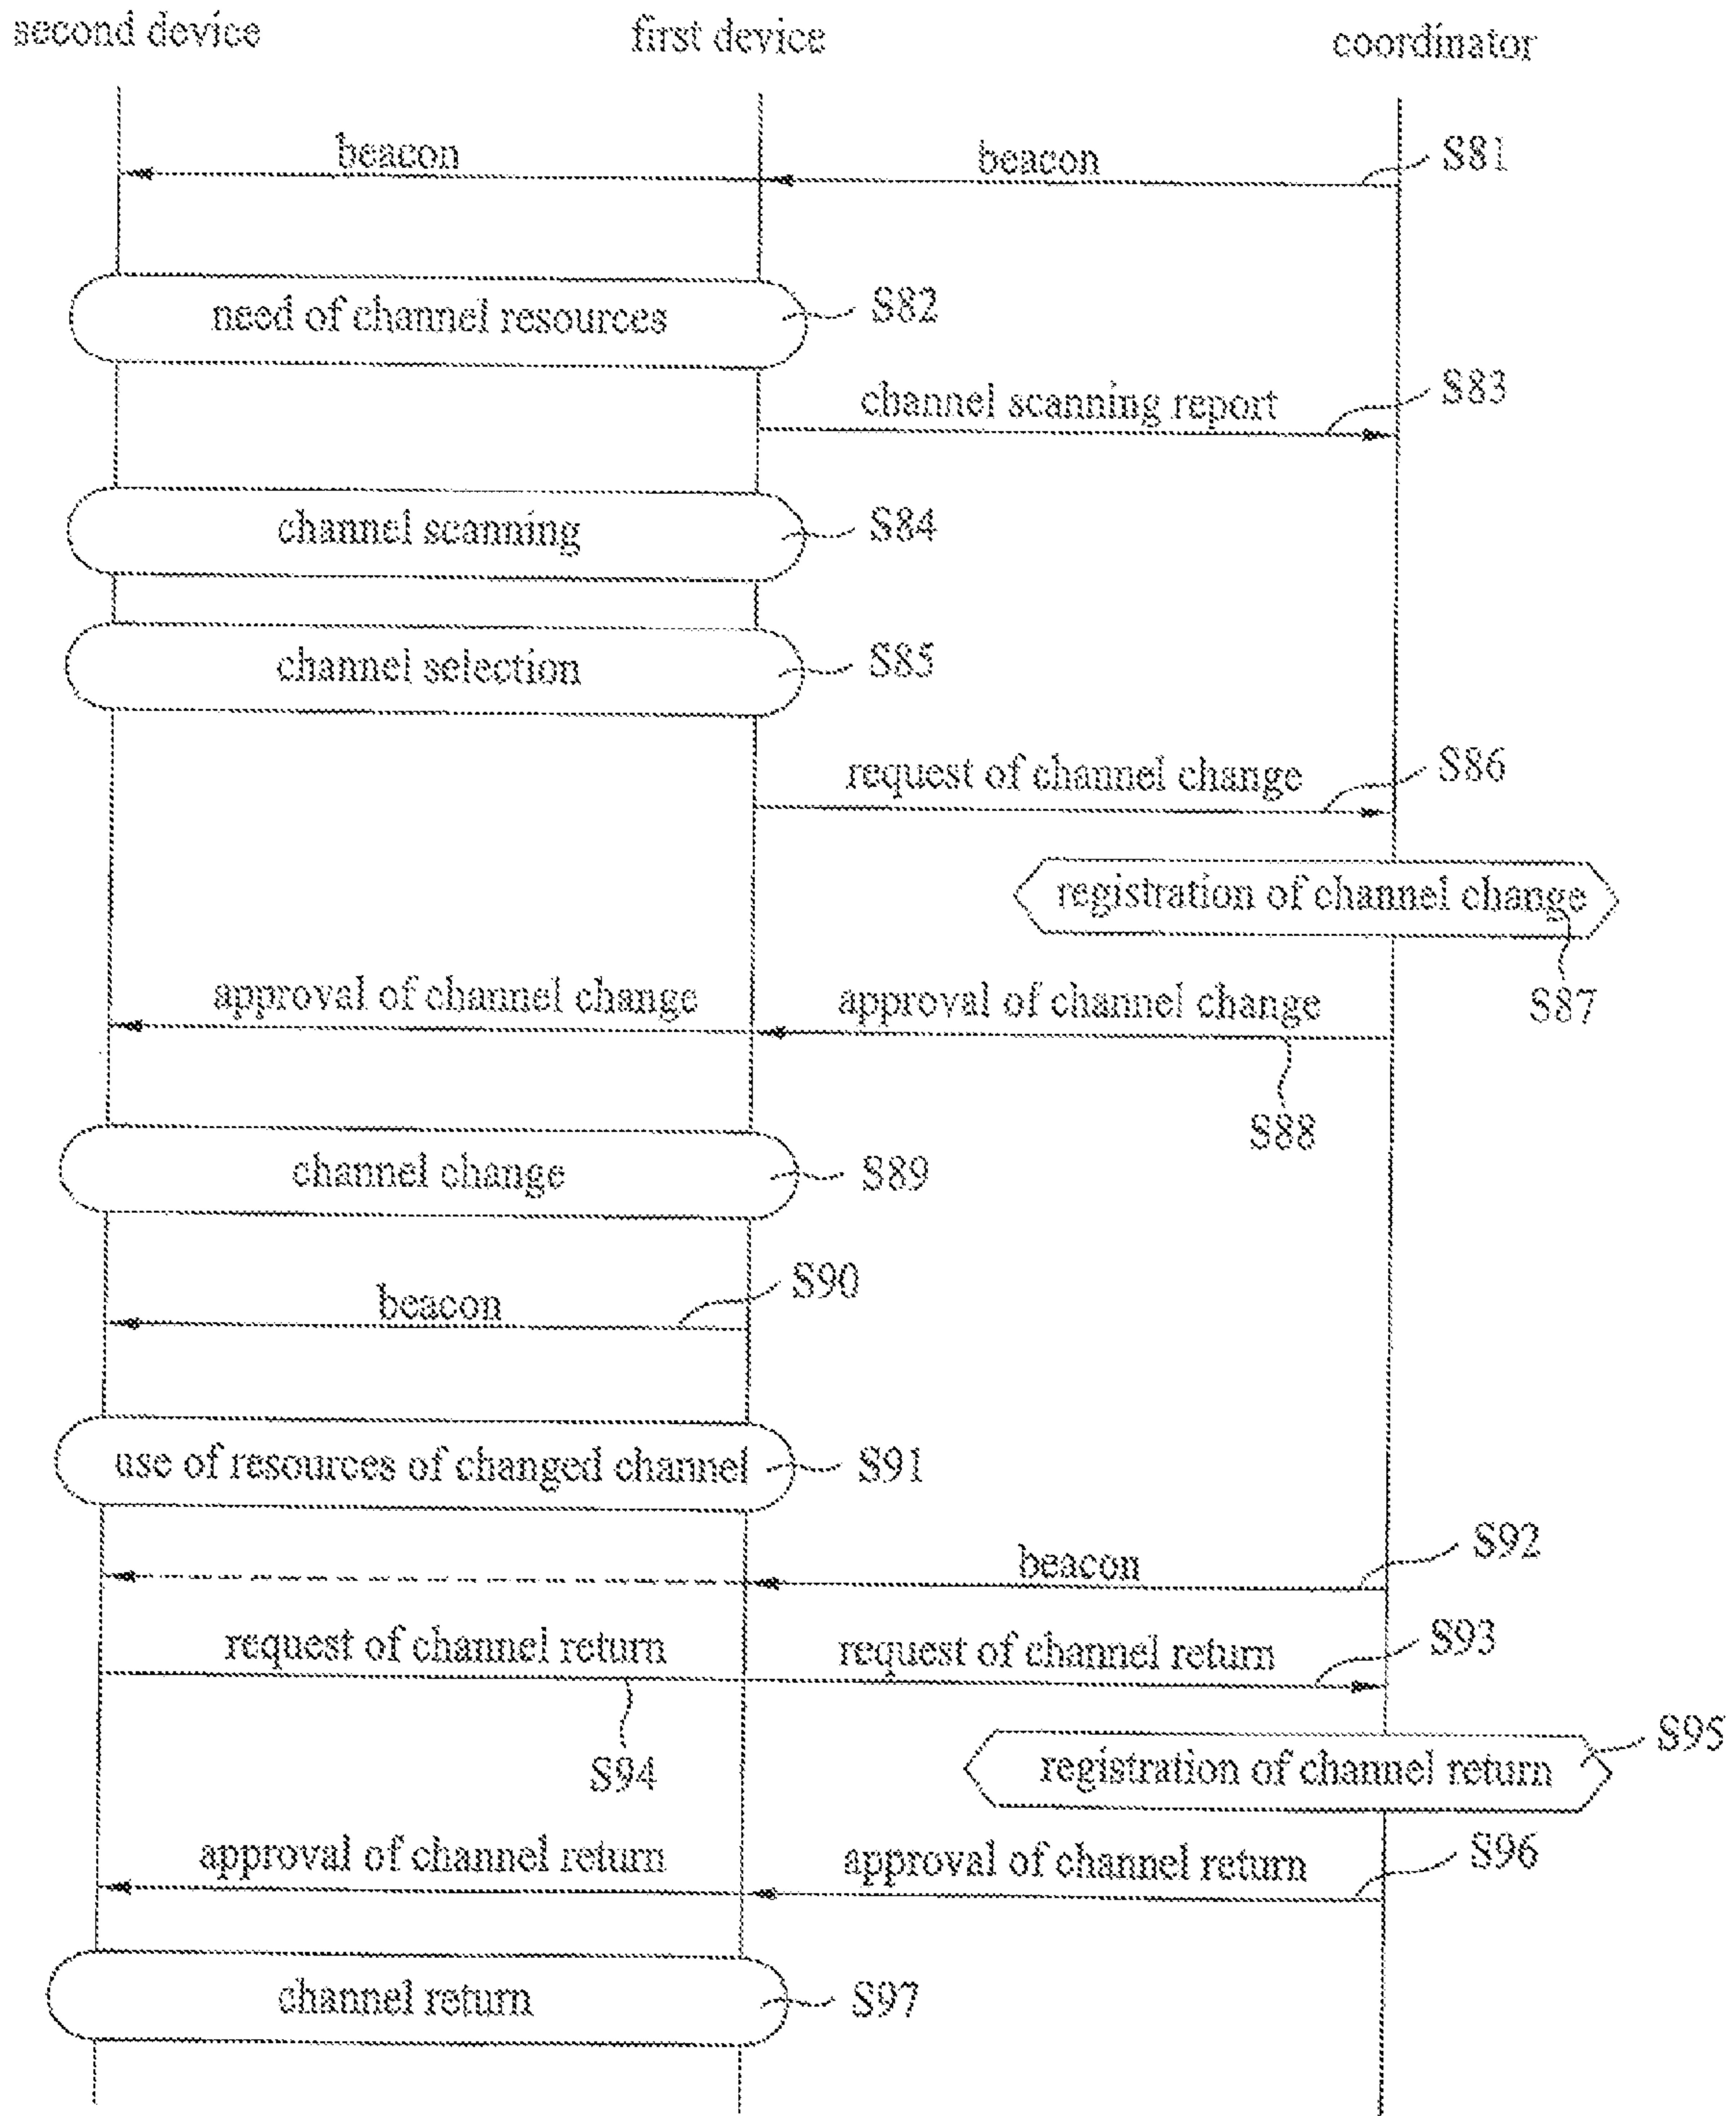 second device
first device
coordinator
beacon
beacon
S81
need of channel resources
S82
channel scanning report
S83
channel scanning
S84
channel selection
S85
request of channel change
S86
registration of channel change
S87
approval of channel change
approval of channel change
S88
channel change
S89
beacon
S90
use of resources of changed channel
S91
beacon
S92
request of channel return
request of channel return
S93
S94
registration of channel return
S95
approval of channel return
approval of channel return
S96
channel return
S97